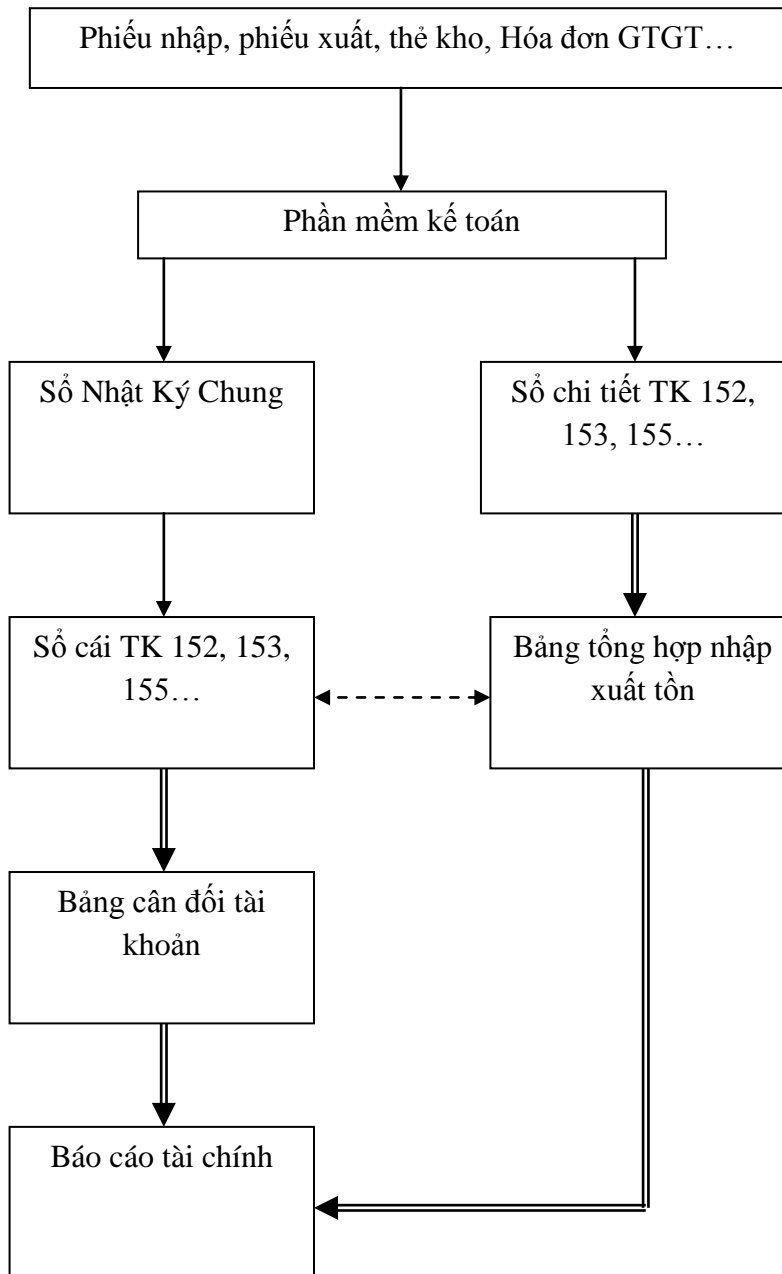 Phiếu nhập, phiếu xuất, thẻ kho, Hóa đơn GTGT…
Phần mềm kế toán
Sổ Nhật Ký Chung
Sổ chi tiết TK 152,
153, 155…
Sổ cái TK 152, 153,
155…
Bảng tổng hợp nhập
xuất tồn
Bảng cân đối tài
khoản
Báo cáo tài chính